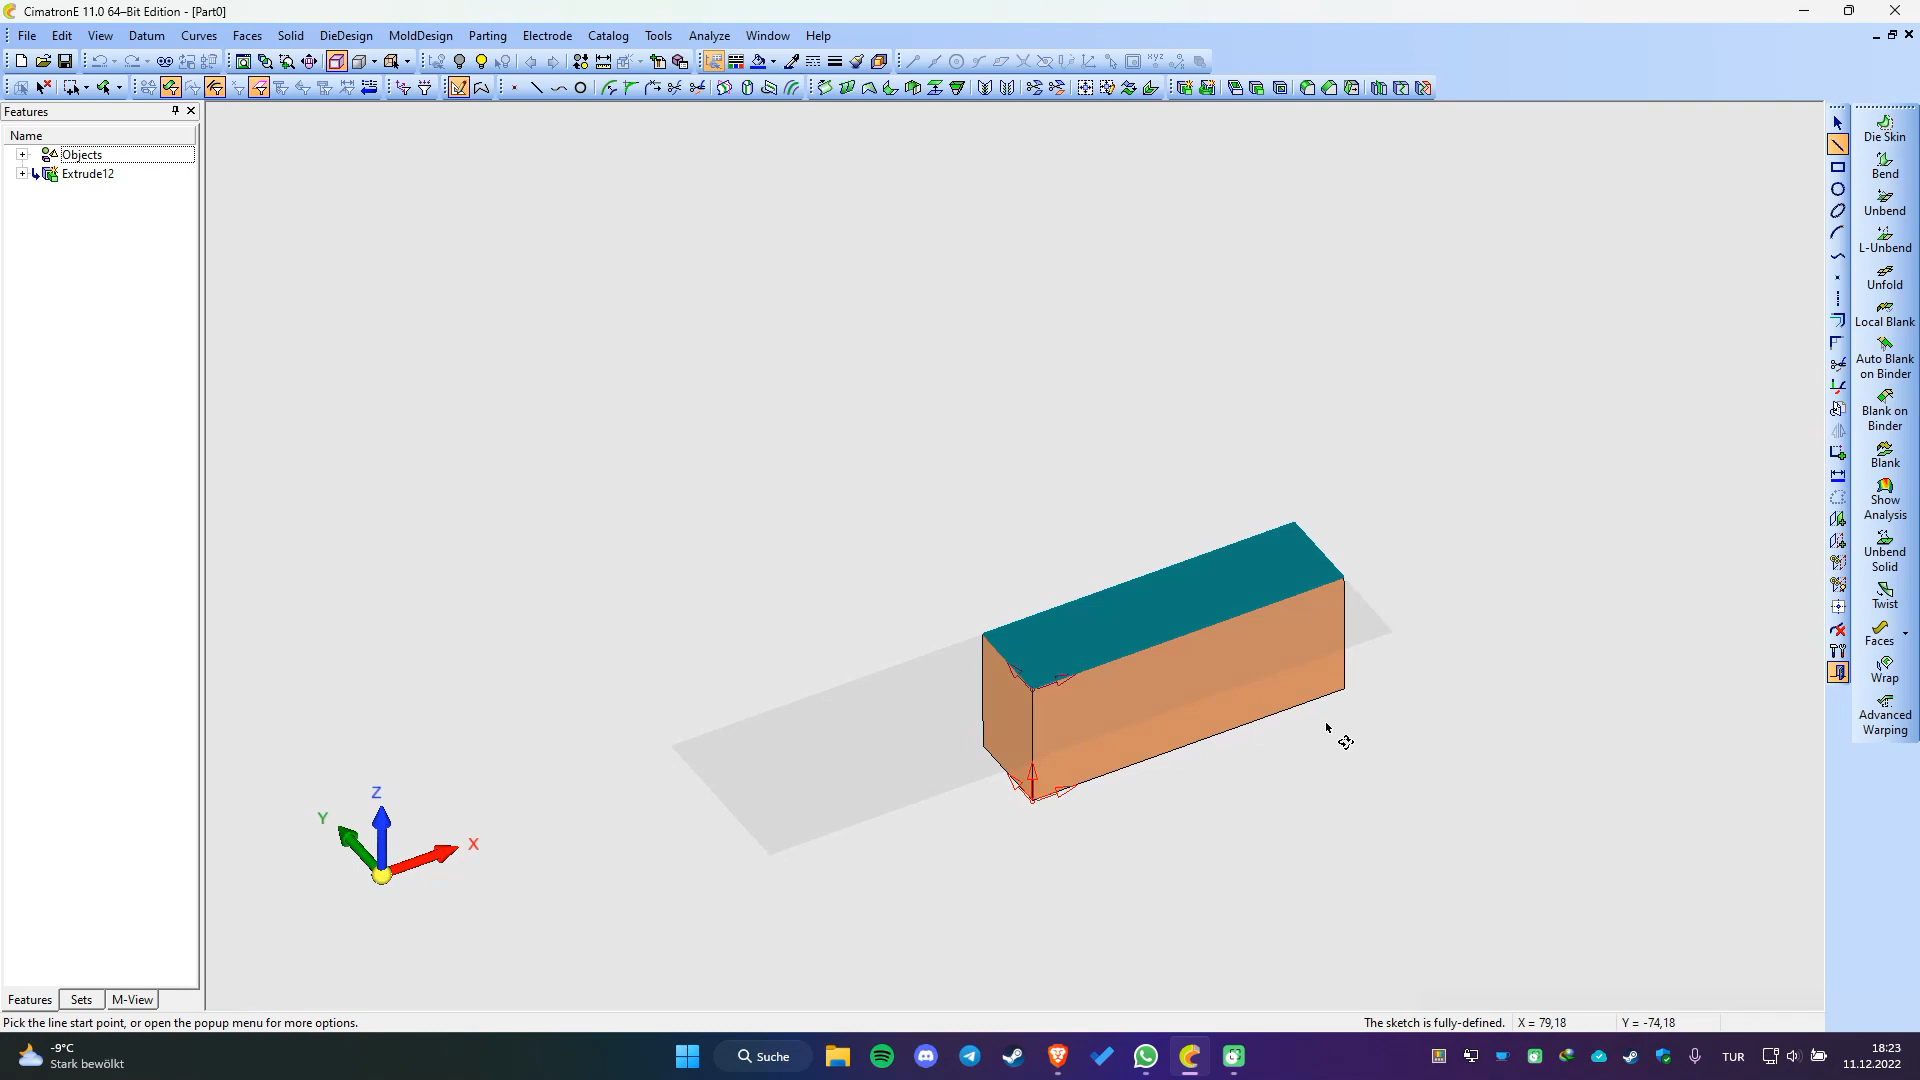 CimatronE 11.0 64–Bit Edition - [Part0]
File Edit View Datum Curves Faces Solid DieDesign MoldDesign Parting Electrode Catalog Tools Analyze Window Help
Features
Name
Objects
Extrude12
Die Skin
Bend
Unbend
L-Unbend
Unfold
Local Blank
Auto Blank
on Binder
Blank on
Binder
Blank
Show
Analysis
Unbend
Solid
Twist
Faces
Wrap
Advanced
Warping
Z
Y
X
Features Sets M-View
Pick the line start point, or open the popup menu for more options. The sketch is fully-defined. X = 79,18 Y = -74,18
-9°C
Stark bewölkt
Suche
TUR
18:23
11.12.2022